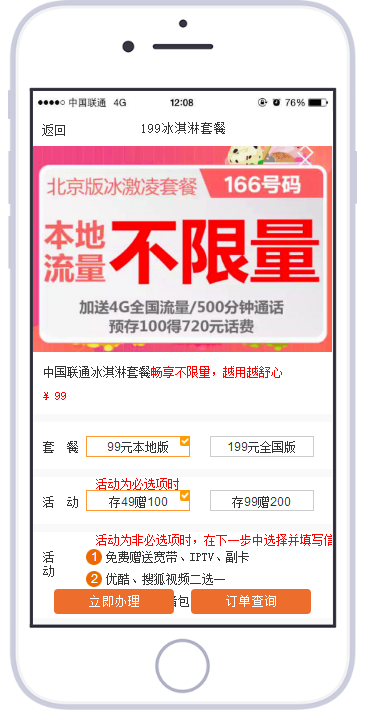 中国联通 4G 12:08 76%
返回 199冰淇淋套餐
北京版冰激凌套餐 166号码
本地流量 不限量
加送4G全国流量/500分钟通话
预存100得720元话费
中国联通冰淇淋套餐畅享不限量，越用越舒心
¥ 99
套 餐 99元本地版 199元全国版
活动为必选项时
活 动 存49赠100 存99赠200
活动为非必选项时，在下一步中选择并填写信
活动 1 免费赠送宽带、IPTV、副卡
2 优酷、搜狐视频二选一
包
立即办理 订单查询